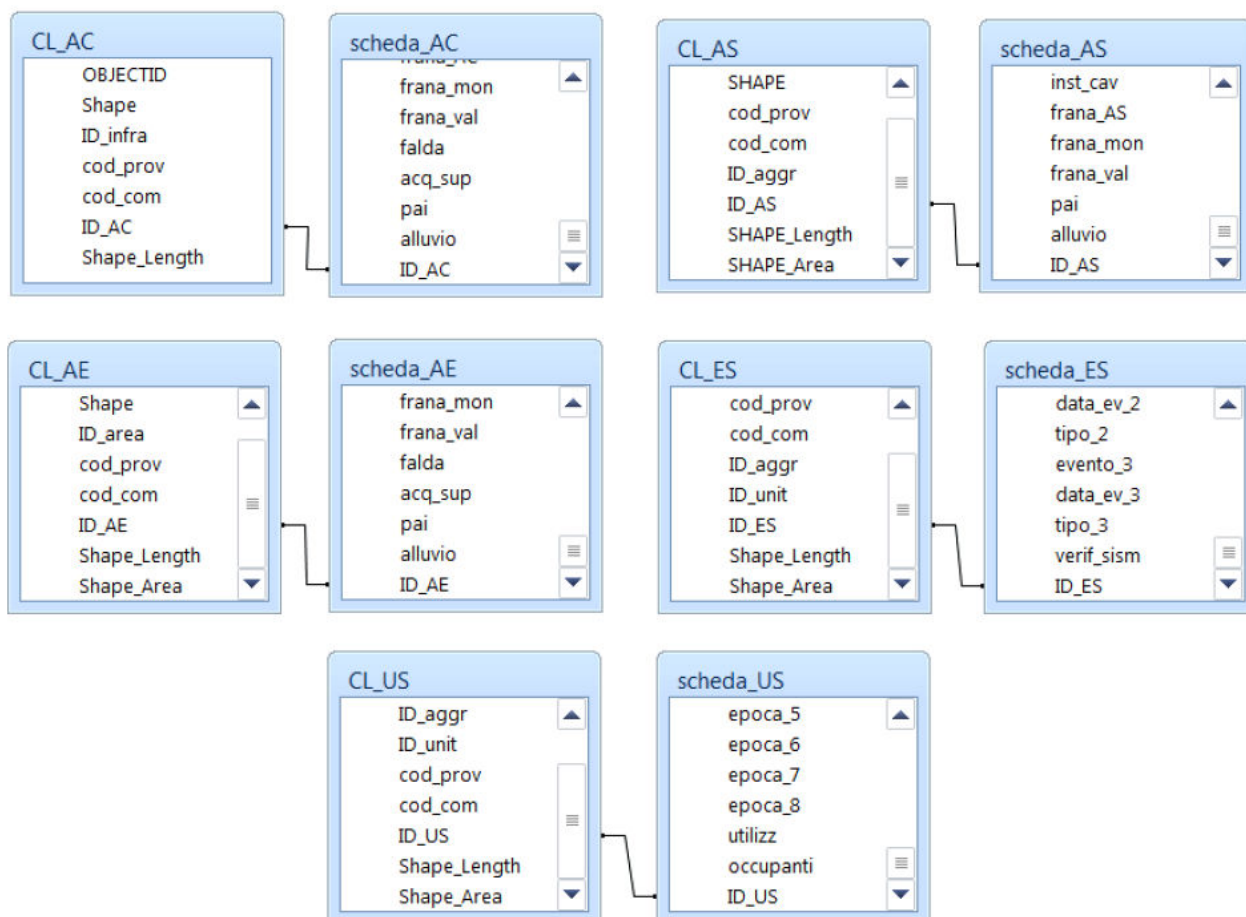 CL_AC
OBJECTID
Shape
ID_infra
cod_prov
cod_com
ID_AC
Shape_Length
scheda_AC
frana_mon
frana_val
falda
acq_sup
pai
alluvio
ID_AC
CL_AS
SHAPE
cod_prov
cod_com
ID_aggr
ID_AS
SHAPE_Length
SHAPE_Area
scheda_AS
inst_cav
frana_AS
frana_mon
frana_val
pai
alluvio
ID_AS
CL_AE
Shape
ID_area
cod_prov
cod_com
ID_AE
Shape_Length
Shape_Area
scheda_AE
frana_mon
frana_val
falda
acq_sup
pai
alluvio
ID_AE
CL_ES
cod_prov
cod_com
ID_aggr
ID_unit
ID_ES
Shape_Length
Shape_Area
scheda_ES
data_ev_2
tipo_2
evento_3
data_ev_3
tipo_3
verif_sism
ID_ES
CL_US
ID_aggr
ID_unit
cod_prov
cod_com
ID_US
Shape_Length
Shape_Area
scheda_US
epoca_5
epoca_6
epoca_7
epoca_8
utilizz
occupanti
ID_US